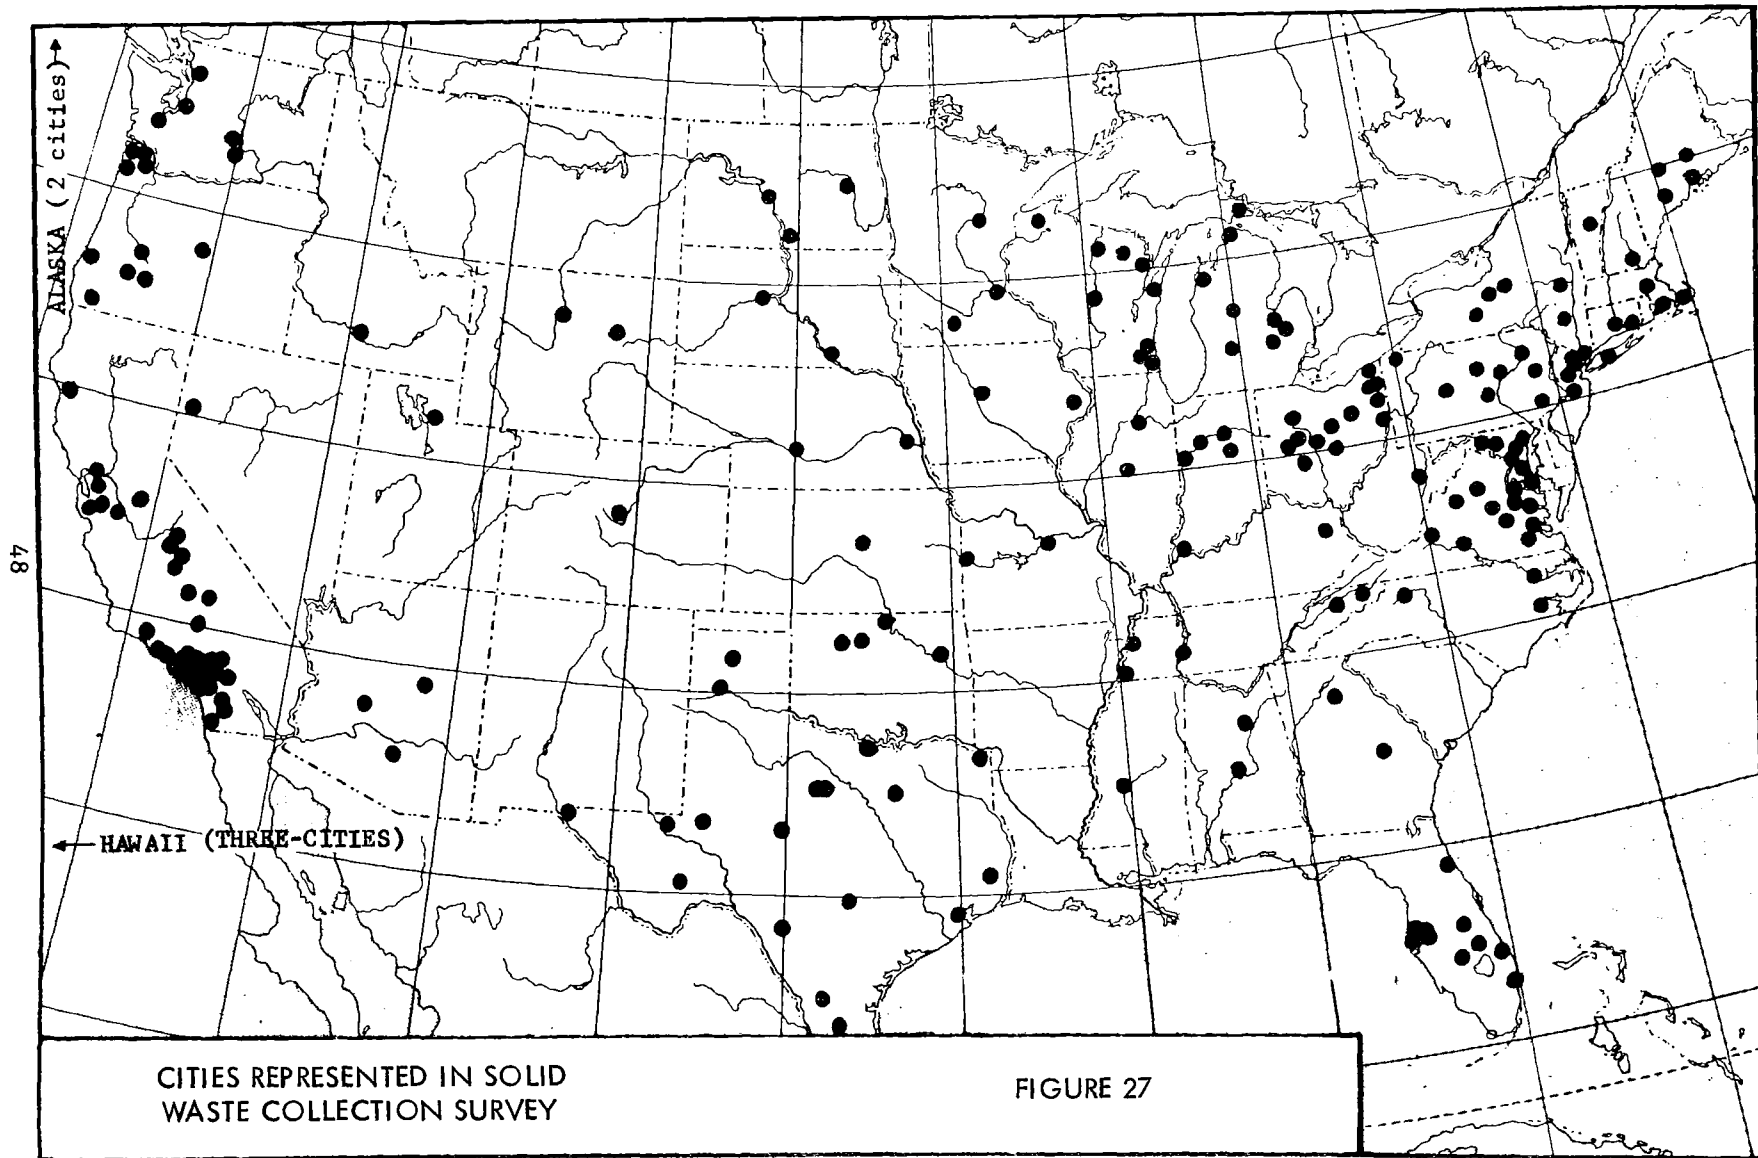 ALASKA (2 cities)→
48
←HAWAII (THREE-CITIES)
CITIES REPRESENTED IN SOLID
WASTE COLLECTION SURVEY
FIGURE 27